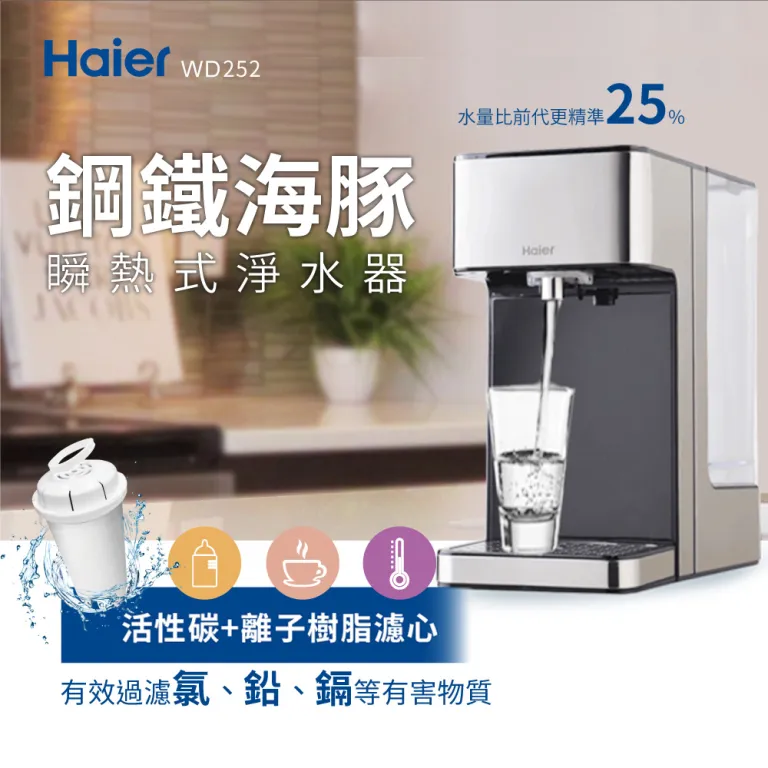 Haier WD252
水量比前代更精準25%
鋼鐵海豚
瞬熱式淨水器
Haier
活性碳+離子樹脂濾心
有效過濾氯、鉛、鎘等有害物質